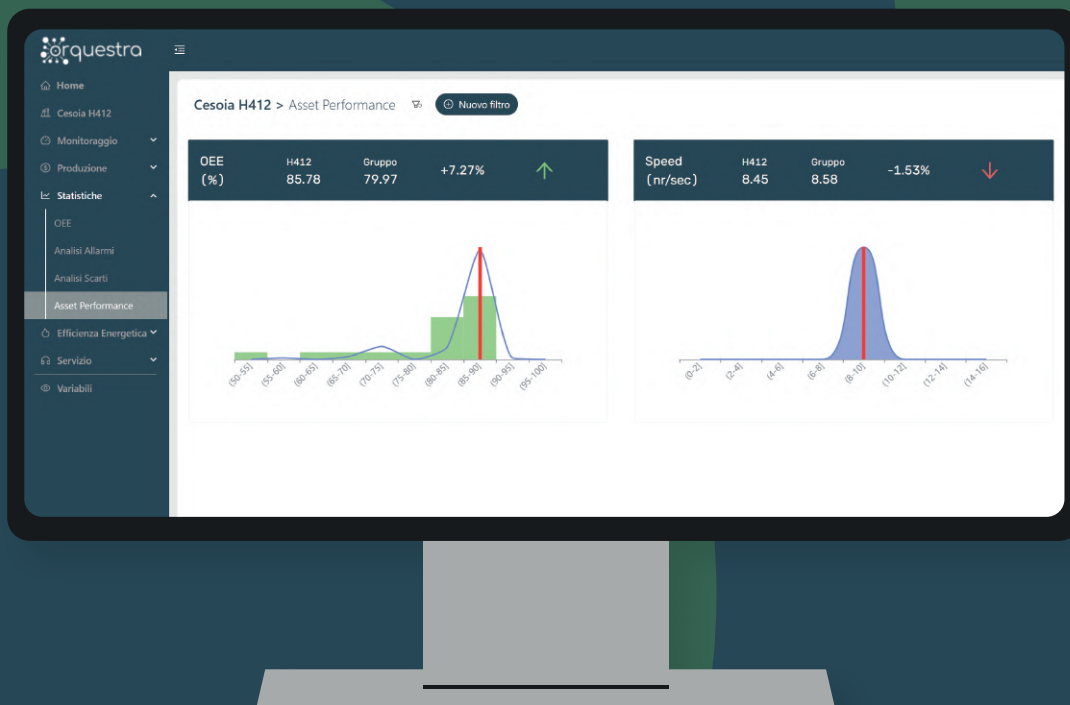 orquestra
Home
Cesoia H412
Monitoraggio
Produzione
Statistiche
OEE
Analisi Allarmi
Analisi Scarti
Asset Performance
Efficienza Energetica
Servizio
Variabili
Cesoia H412 > Asset Performance
Nuovo filtro
OEE
(%)
H412
85.78
Gruppo
79.97
+7.27%
(50-55]
(55-60]
(60-65]
(65-70]
(70-75]
(75-80]
(80-85]
(85-90]
(90-95]
(95-100]
Speed
(nr/sec)
H412
8.45
Gruppo
8.58
-1.53%
(0-2]
(2-4]
(4-6]
(6-8]
(8-10]
(10-12]
(12-14]
(14-16]